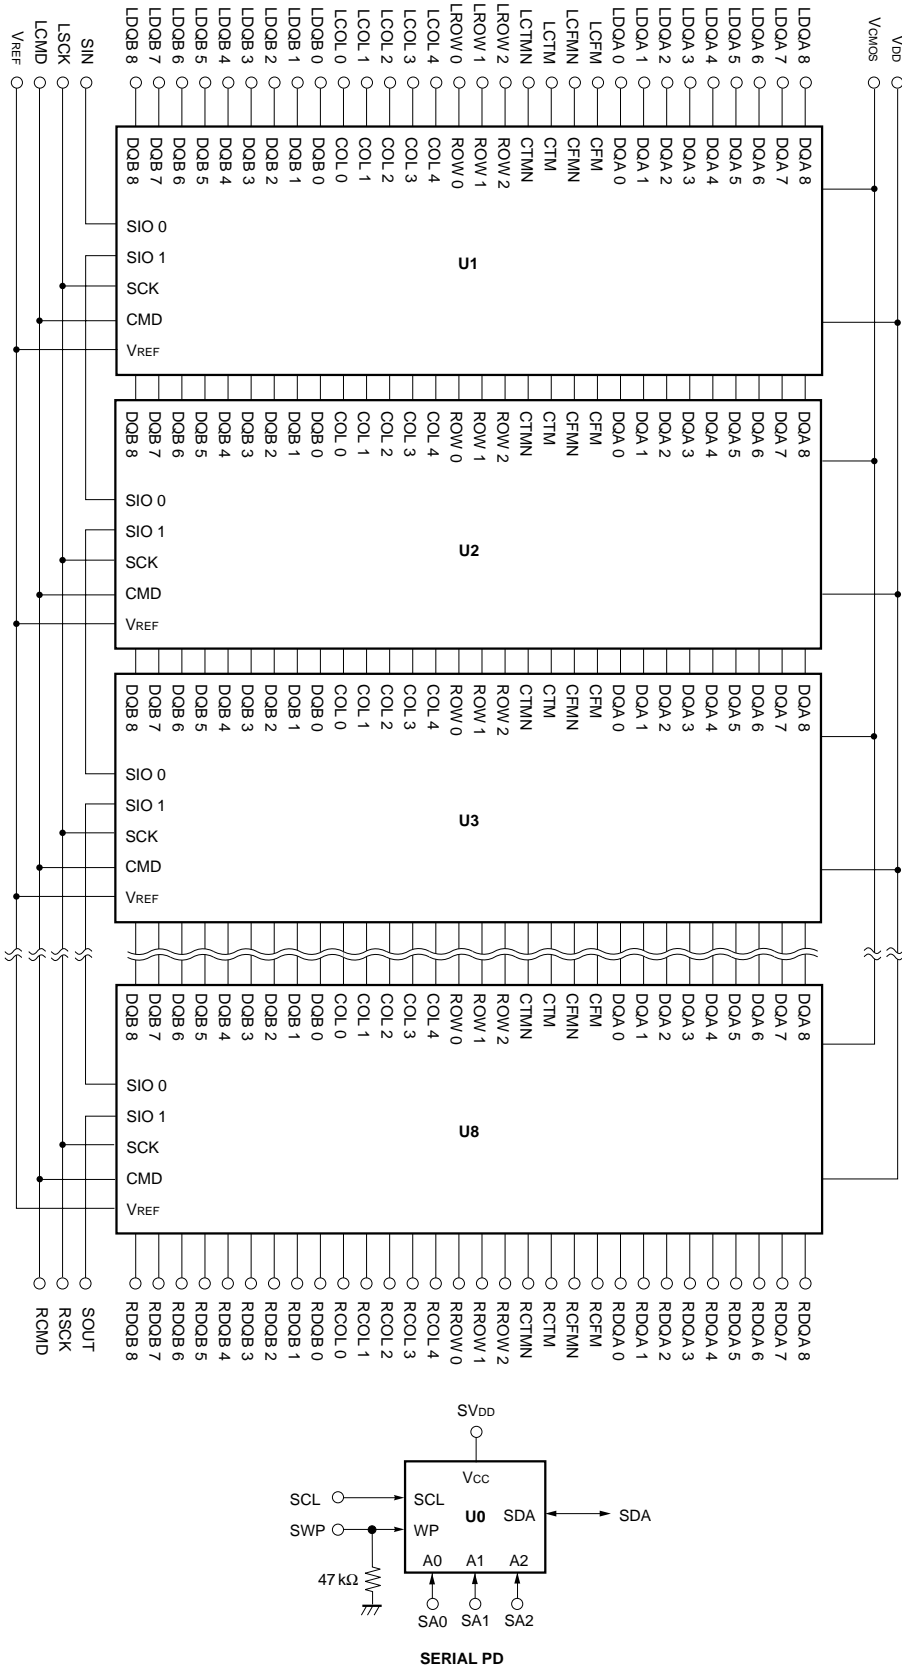 VREF LCMD LSCK SIN LDQB 8 LDQB 7 LDQB 6 LDQB 5 LDQB 4 LDQB 3 LDQB 2 LDQB 1 LDQB 0 LCOL 0 LCOL 1 LCOL 2 LCOL 3 LCOL 4 LROW 0 LROW 1 LROW 2 LCTMN LCTM LCFMN LCFM LDQA 0 LDQA 1 LDQA 2 LDQA 3 LDQA 4 LDQA 5 LDQA 6 LDQA 7 LDQA 8 VCMOS VDD
DQB 8 DQB 7 DQB 6 DQB 5 DQB 4 DQB 3 DQB 2 DQB 1 DQB 0 COL 0 COL 1 COL 2 COL 3 COL 4 ROW 0 ROW 1 ROW 2 CTMN CTM CFMN CFM DQA 0 DQA 1 DQA 2 DQA 3 DQA 4 DQA 5 DQA 6 DQA 7 DQA 8
SIO 0
SIO 1
U1
SCK
CMD
VREF
DQB 8 DQB 7 DQB 6 DQB 5 DQB 4 DQB 3 DQB 2 DQB 1 DQB 0 COL 0 COL 1 COL 2 COL 3 COL 4 ROW 0 ROW 1 ROW 2 CTMN CTM CFMN CFM DQA 0 DQA 1 DQA 2 DQA 3 DQA 4 DQA 5 DQA 6 DQA 7 DQA 8
SIO 0
SIO 1
U2
SCK
CMD
VREF
DQB 8 DQB 7 DQB 6 DQB 5 DQB 4 DQB 3 DQB 2 DQB 1 DQB 0 COL 0 COL 1 COL 2 COL 3 COL 4 ROW 0 ROW 1 ROW 2 CTMN CTM CFMN CFM DQA 0 DQA 1 DQA 2 DQA 3 DQA 4 DQA 5 DQA 6 DQA 7 DQA 8
SIO 0
SIO 1
U3
SCK
CMD
VREF
DQB 8 DQB 7 DQB 6 DQB 5 DQB 4 DQB 3 DQB 2 DQB 1 DQB 0 COL 0 COL 1 COL 2 COL 3 COL 4 ROW 0 ROW 1 ROW 2 CTMN CTM CFMN CFM DQA 0 DQA 1 DQA 2 DQA 3 DQA 4 DQA 5 DQA 6 DQA 7 DQA 8
SIO 0
SIO 1
U8
SCK
CMD
VREF
RCMD RSCK SOUT RDQB 8 RDQB 7 RDQB 6 RDQB 5 RDQB 4 RDQB 3 RDQB 2 RDQB 1 RDQB 0 RCOL 0 RCOL 1 RCOL 2 RCOL 3 RCOL 4 RROW 0 RROW 1 RROW 2 RCTMN RCTM RCFMN RCFM RDQA 0 RDQA 1 RDQA 2 RDQA 3 RDQA 4 RDQA 5 RDQA 6 RDQA 7 RDQA 8
SVDD
VCC
SCL SCL
U0 SDA SDA
SWP WP
A0 A1 A2
47 kΩ
SA0 SA1 SA2
SERIAL PD